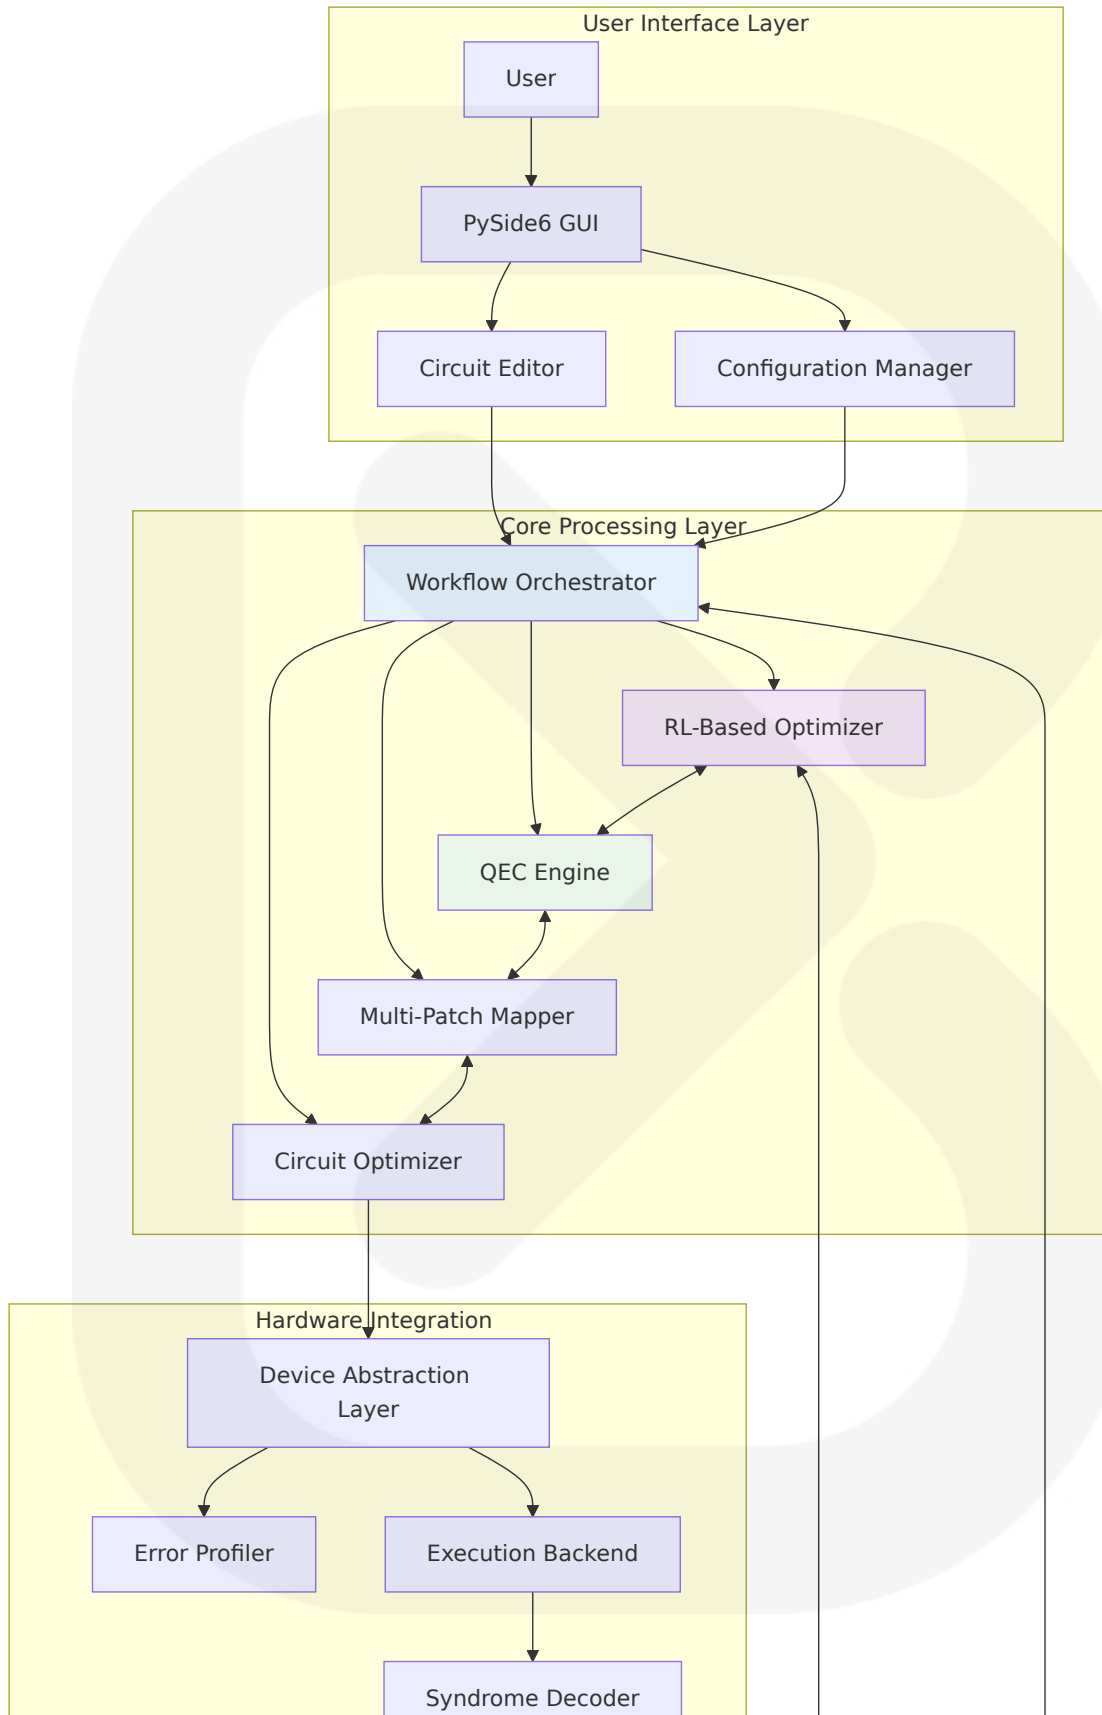 User Interface Layer
User
PySide6 GUI
Circuit Editor
Configuration Manager
Core Processing Layer
Workflow Orchestrator
RL-Based Optimizer
QEC Engine
Multi-Patch Mapper
Circuit Optimizer
Hardware Integration
Device Abstraction
Layer
Error Profiler
Execution Backend
Syndrome Decoder